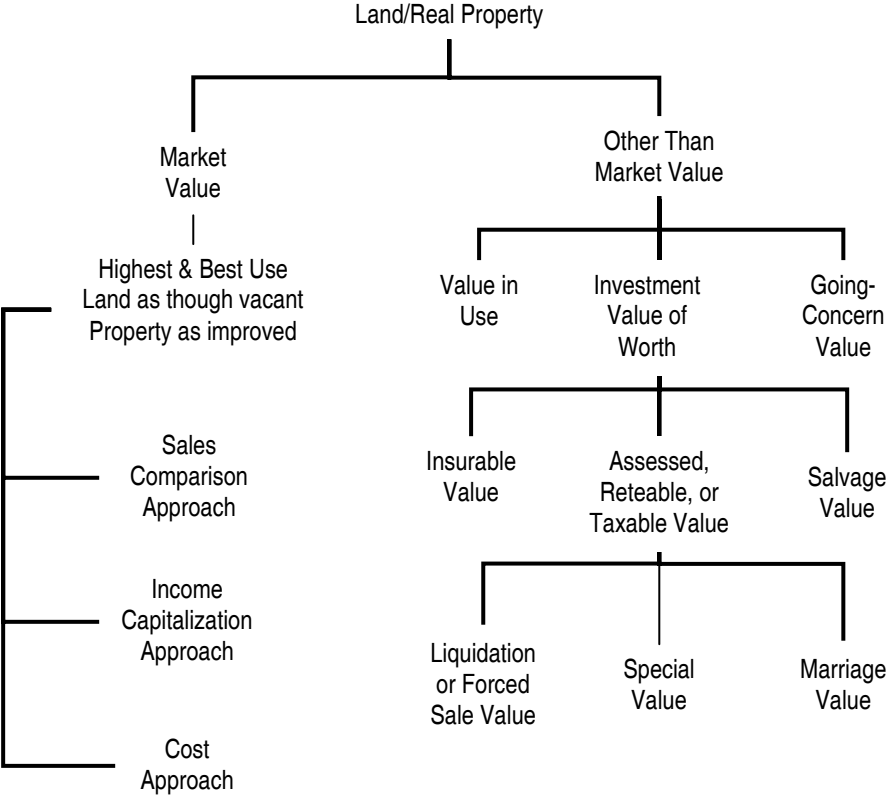 Land/Real Property
Market
Value
Other Than
Market Value
Highest & Best Use
Land as though vacant
Property as improved
Value in
Use
Investment
Value of
Worth
Going-
Concern
Value
Sales
Comparison
Approach
Insurable
Value
Assessed,
Reteable, or
Taxable Value
Salvage
Value
Income
Capitalization
Approach
Liquidation
or Forced
Sale Value
Special
Value
Marriage
Value
Cost
Approach